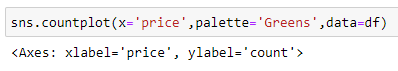 sns.countplot(x='price',palette='Greens',data=df)
<Axes: xlabel='price', ylabel='count'>